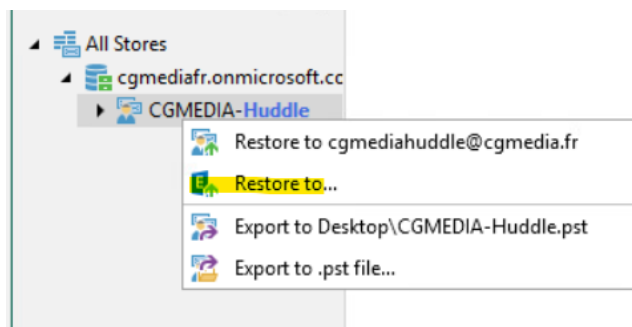 All Stores
cgmediafr.onmicrosoft.cc
CGMEDIA-Huddle
Restore to cgmediahuddle@cgmedia.fr
Restore to...
Export to Desktop\CGMEDIA-Huddle.pst
Export to .pst file...